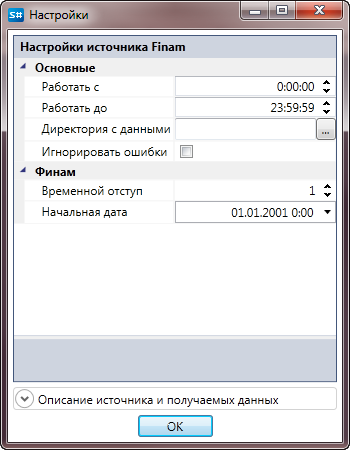 S# Настройки
Настройки источника Finam
Основные
Работать с 0:00:00
Работать до 23:59:59
Директория с данными ...
Игнорировать ошибки
Финам
Временной отступ 1
Начальная дата 01.01.2001 0:00
Описание источника и получаемых данных
OK